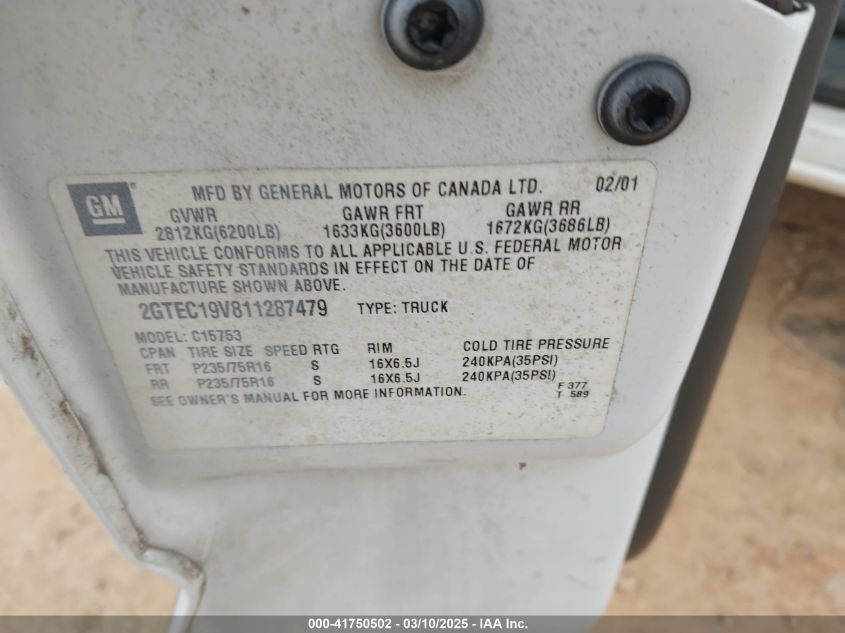 GM
MFD BY GENERAL MOTORS OF CANADA LTD. 02/01
GVWR GAWR FRT GAWR RR
2812KG(6200LB) 1633KG(3600LB) 1672KG(3686LB)
THIS VEHICLE CONFORMS TO ALL APPLICABLE U.S. FEDERAL MOTOR
VEHICLE SAFETY STANDARDS IN EFFECT ON THE DATE OF
MANUFACTURE SHOWN ABOVE.
2GTEC19V811287479 TYPE: TRUCK
MODEL: C15753
CPAN TIRE SIZE SPEED RTG RIM COLD TIRE PRESSURE
FRT P235/75R16 S 16X6.5J 240KPA(35PSI)
RR P235/75R16 S 16X6.5J 240KPA(35PSI)
SEE OWNER'S MANUAL FOR MORE INFORMATION.
F 377
T 589
000-41750502 — 03/10/2025 — IAA Inc.